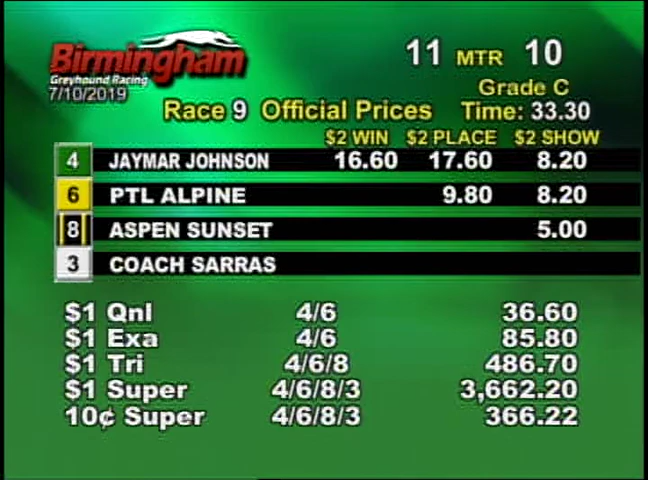 Birmingham
Greyhound Racing
7/10/2019
11 MTR 10
Grade C
Race 9 Official Prices Time: 33.30
$2 WIN $2 PLACE $2 SHOW
4 JAYMAR JOHNSON 16.60 17.60 8.20
6 PTL ALPINE 9.80 8.20
8 ASPEN SUNSET 5.00
3 COACH SARRAS
$1 Qnl 4/6 36.60
$1 Exa 4/6 85.80
$1 Tri 4/6/8 486.70
$1 Super 4/6/8/3 3,662.20
10¢ Super 4/6/8/3 366.22